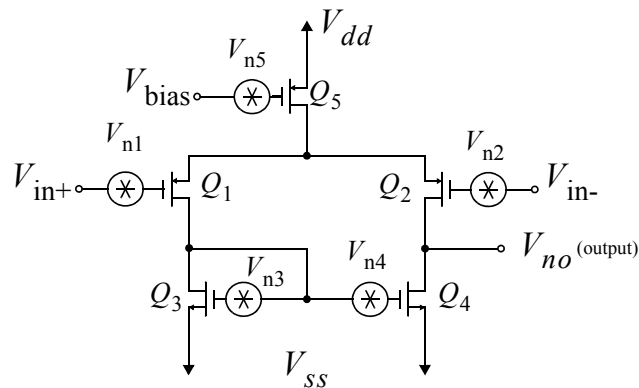 V_dd
V_n5
V_bias
Q_5
V_n1
V_n2
V_in+
Q_1
Q_2
V_in-
V_no (output)
V_n3
V_n4
Q_3
Q_4
V_ss